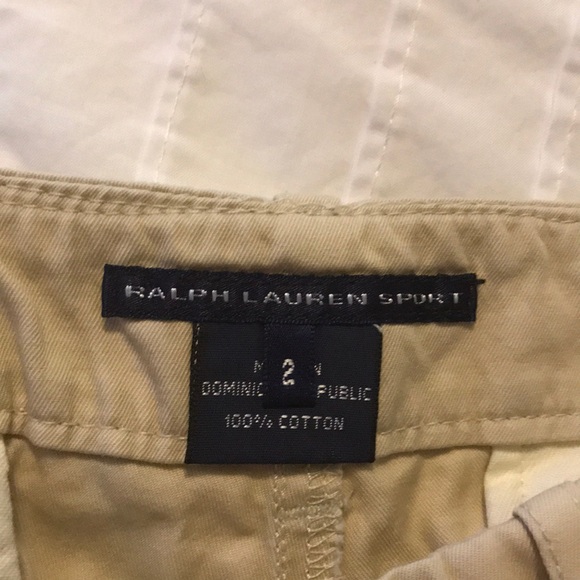 RALPH LAUREN SPORT
2
DOMINIC PUBLIC
100% COTTON